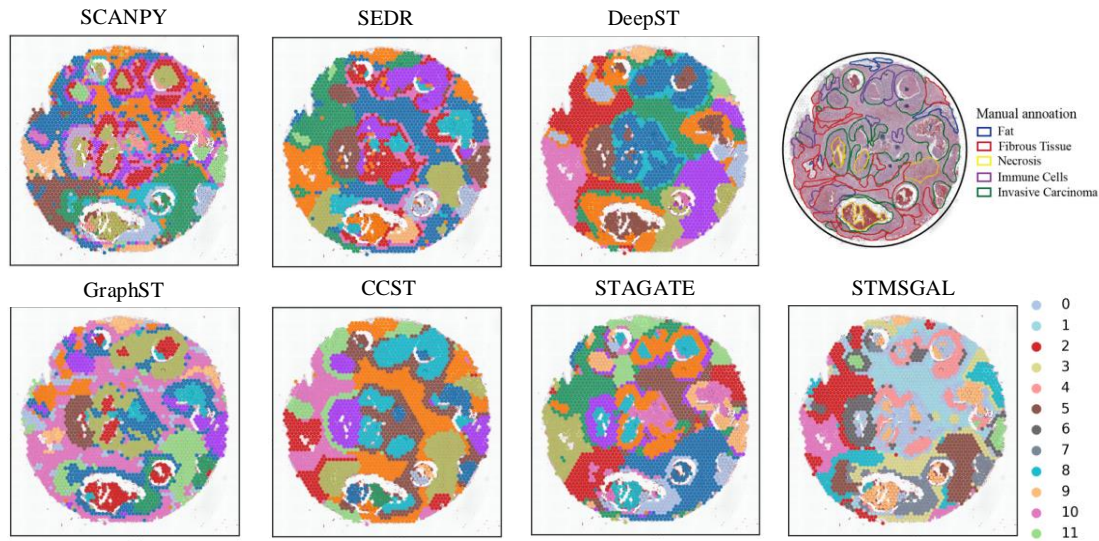 SCANPY
SEDR
DeepST
Manual annoation
Fat
Fibrous Tissue
Necrosis
Immune Cells
Invasive Carcinoma
GraphST
CCST
STAGATE
STMSGAL
0
1
2
3
4
5
6
7
8
9
10
11